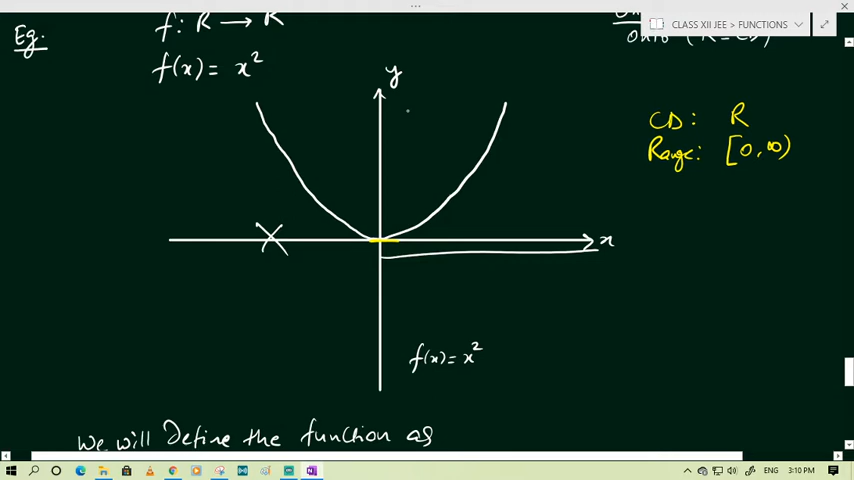 f: R → R
Eg.
CLASS XII JEE > FUNCTIONS
f(x) = x²
y
CD: R
Range: [0, ∞)
x
f(x) = x²
We will define the function as
ENG 3:10 PM